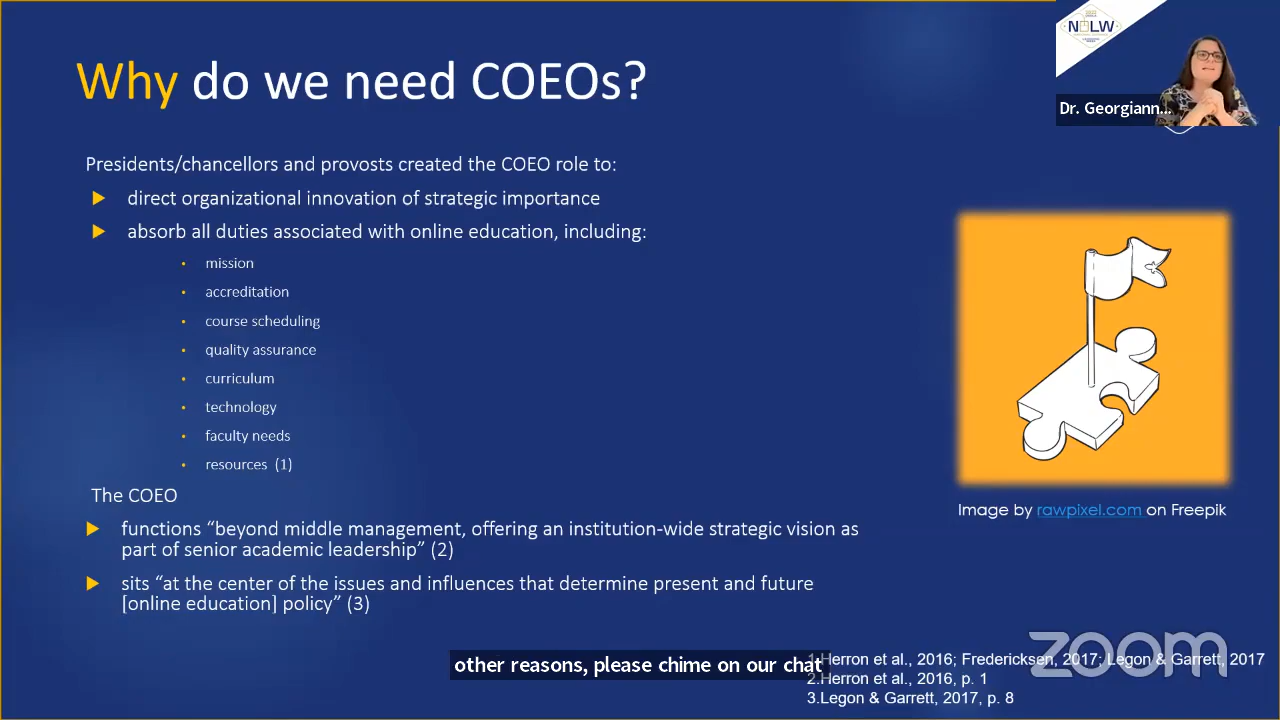 Why do we need COEOs?
N LW
Dr. Georgiann...
Presidents/chancellors and provosts created the COEO role to:
direct organizational innovation of strategic importance
absorb all duties associated with online education, including:
mission
accreditation
course scheduling
quality assurance
curriculum
technology
faculty needs
resources (1)
The COEO
functions “beyond middle management, offering an institution-wide strategic vision as
part of senior academic leadership” (2)
sits “at the center of the issues and influences that determine present and future
[online education] policy” (3)
Image by rawpixel.com on Freepik
other reasons, please chime on our chat
1.Herron et al., 2016; Fredericksen, 2017; Legon & Garrett, 2017
2.Herron et al., 2016, p. 1
3.Legon & Garrett, 2017, p. 8
zoom